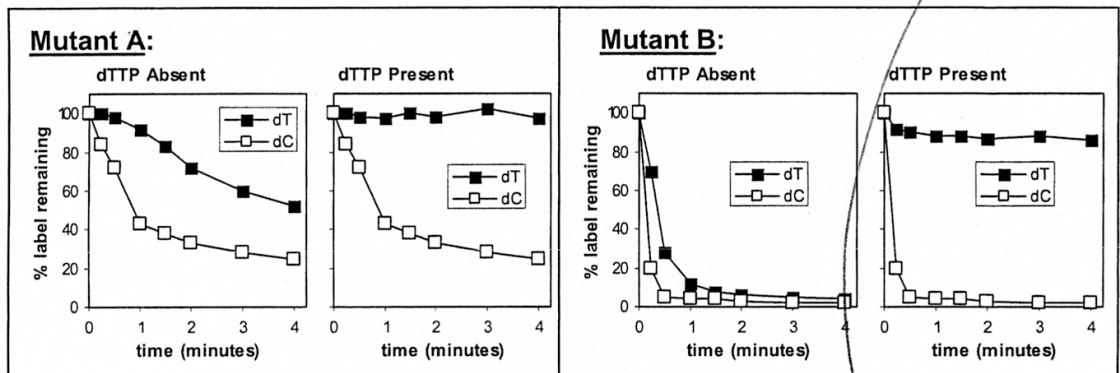 Mutant A:
dTTP Absent
dTTP Present
100
80
60
40
20
0
% label remaining
dT
dC
dT
dC
0 1 2 3 4
0 1 2 3 4
time (minutes)
time (minutes)
Mutant B:
dTTP Absent
dTTP Present
100
80
60
40
20
0
% label remaining
dT
dC
dT
dC
0 1 2 3 4
0 1 2 3 4
time (minutes)
time (minutes)